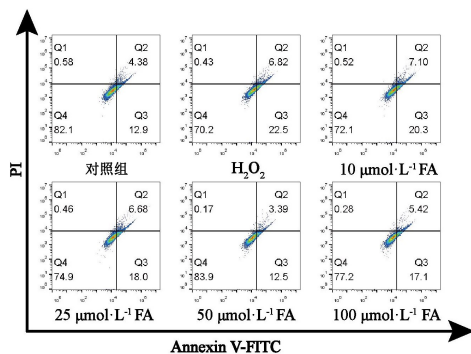 PI
Q1 Q2 Q1 Q2 Q1 Q2
0.58 4.38 0.43 6.82 0.52 7.10
Q4 Q3 Q4 Q3 Q4 Q3
82.1 12.9 70.2 22.5 72.1 20.3
对照组 H₂O₂ 10 μmol·L⁻¹ FA
Q1 Q2 Q1 Q2 Q1 Q2
0.46 6.68 0.17 3.39 0.28 5.42
Q4 Q3 Q4 Q3 Q4 Q3
74.9 18.0 83.9 12.5 77.2 17.1
25 μmol·L⁻¹ FA 50 μmol·L⁻¹ FA 100 μmol·L⁻¹ FA
Annexin V-FITC